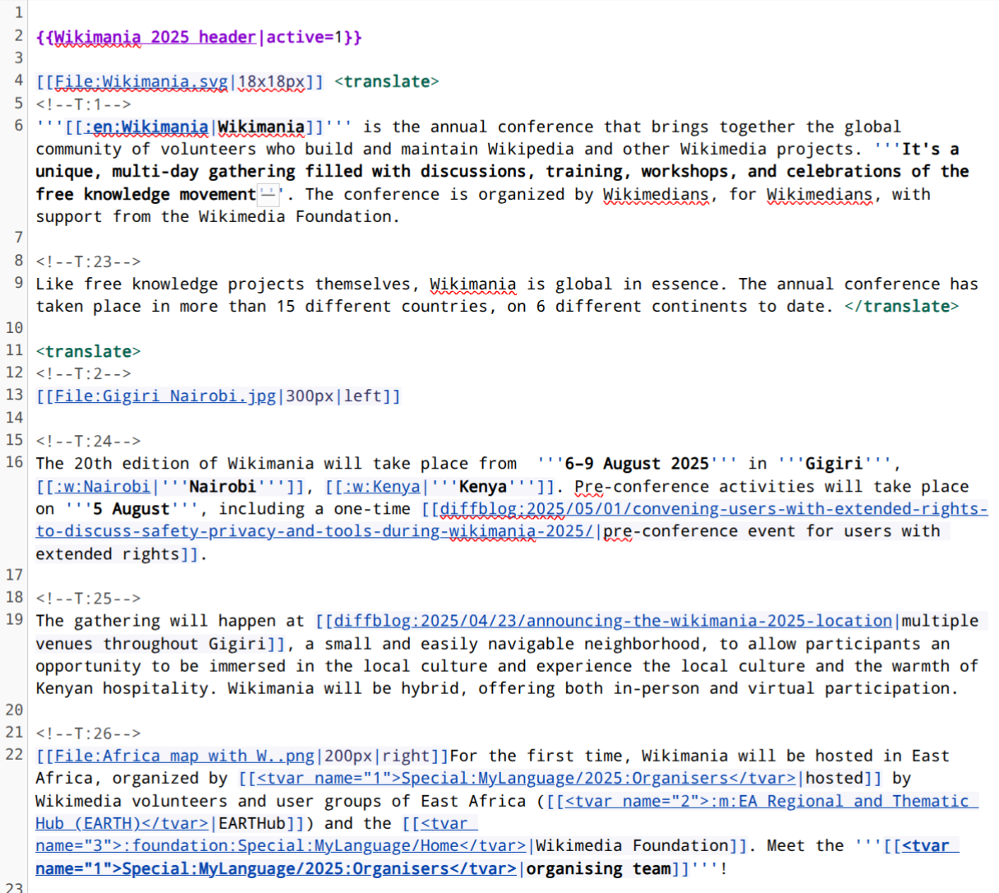 1
2 {{Wikimania 2025 header|active=1}}
3
4 [[File:Wikimania.svg|18x18px]] <translate>
5 <!--T:1-->
6 '''[[:en:Wikimania|Wikimania]]''' is the annual conference that brings together the global
community of volunteers who build and maintain Wikipedia and other Wikimedia projects. '''It's a
unique, multi-day gathering filled with discussions, training, workshops, and celebrations of the
free knowledge movement'''. The conference is organized by Wikimedians, for Wikimedians, with
support from the Wikimedia Foundation.
7
8 <!--T:23-->
9 Like free knowledge projects themselves, Wikimania is global in essence. The annual conference has
taken place in more than 15 different countries, on 6 different continents to date. </translate>
10
11 <translate>
12 <!--T:2-->
13 [[File:Gigiri Nairobi.jpg|300px|left]]
14
15 <!--T:24-->
16 The 20th edition of Wikimania will take place from  '''6–9 August 2025''' in '''Gigiri''',
[[:w:Nairobi|'''Nairobi''']], [[:w:Kenya|'''Kenya''']]. Pre-conference activities will take place
on '''5 August''', including a one-time [[diffblog:2025/05/01/convening-users-with-extended-rights-
to-discuss-safety-privacy-and-tools-during-wikimania-2025/|pre-conference event for users with
extended rights]].
17
18 <!--T:25-->
19 The gathering will happen at [[diffblog:2025/04/23/announcing-the-wikimania-2025-location|multiple
venues throughout Gigiri]], a small and easily navigable neighborhood, to allow participants an
opportunity to be immersed in the local culture and experience the local culture and the warmth of
Kenyan hospitality. Wikimania will be hybrid, offering both in-person and virtual participation.
20
21 <!--T:26-->
22 [[File:Africa map with W..png|200px|right]]For the first time, Wikimania will be hosted in East
Africa, organized by [[<tvar name="1">Special:MyLanguage/2025:Organisers</tvar>|hosted]] by
Wikimedia volunteers and user groups of East Africa ([[<tvar name="2">:m:EA Regional and Thematic
Hub (EARTH)</tvar>|EARTHub]]) and the [[<tvar
name="3">:foundation:Special:MyLanguage/Home</tvar>|Wikimedia Foundation]]. Meet the '''[[<tvar
name="1">Special:MyLanguage/2025:Organisers</tvar>|organising team]]'''!
23